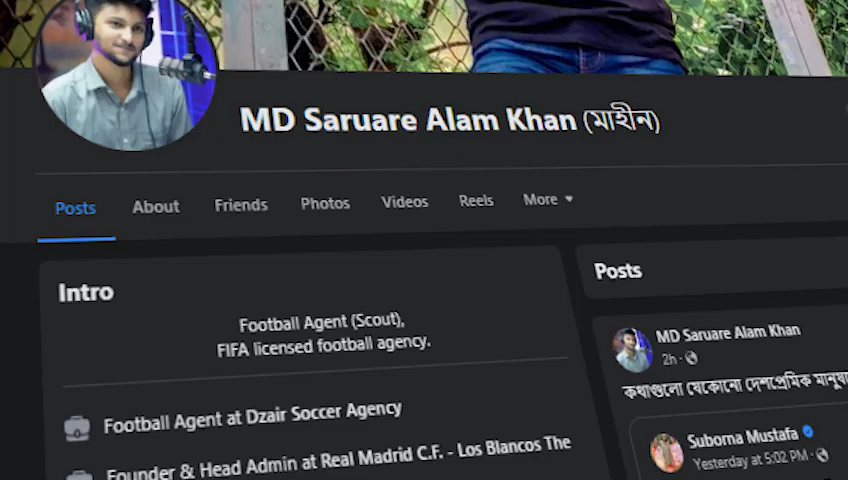 MD Saruare Alam Khan (মাহীন)
Posts
About
Friends
Photos
Videos
Reels
More
Intro
Football Agent (Scout),
FIFA licensed football agency.
Football Agent at Dzair Soccer Agency
Founder & Head Admin at Real Madrid C.F. - Los Blancos The
Posts
MD Saruare Alam Khan
2h ·
কথাগুলো যেকোনো দেশপ্রেমিক
Suborna Mustafa
Yesterday at 5:02 PM ·